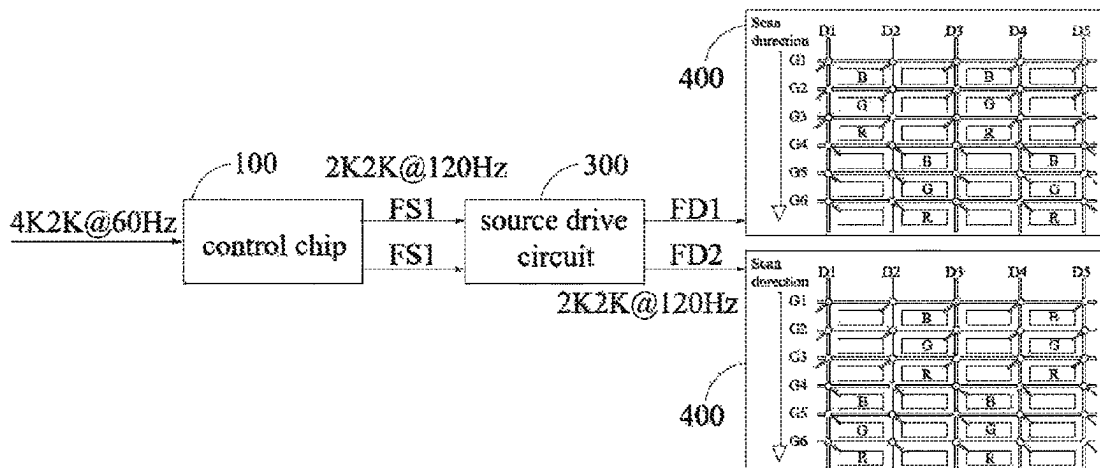 Scan
durection
D1 D2 D3 D4 D5
400
G1
B B
G2
G G
G3
R R
G4
B B
G5
G G
G6
R R
100
2K2K@120Hz
300
4K2K@60Hz
control chip
FS1
FS1
source drive
circuit
FD1
FD2
2K2K@120Hz
Scan
durection
D1 D2 D3 D4 D5
G1
B B
G2
G G
G3
R R
G4
B B
400
G5
G G
G6
R R